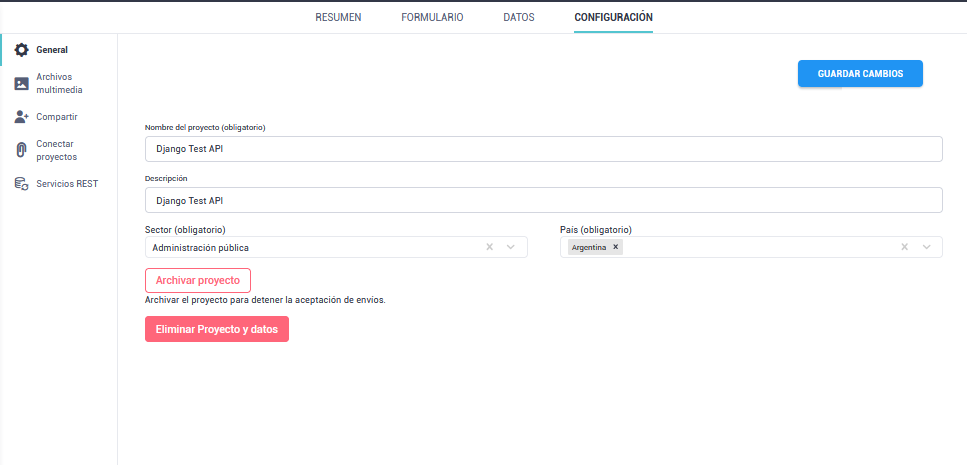 RESUMEN FORMULARIO DATOS CONFIGURACIÓN
General
Archivos
multimedia
Compartir
Conectar
proyectos
Servicios REST
GUARDAR CAMBIOS
Nombre del proyecto (obligatorio)
Django Test API
Descripción
Django Test API
Sector (obligatorio)
Administración pública
País (obligatorio)
Argentina
Archivar proyecto
Archivar el proyecto para detener la aceptación de envíos.
Eliminar Proyecto y datos